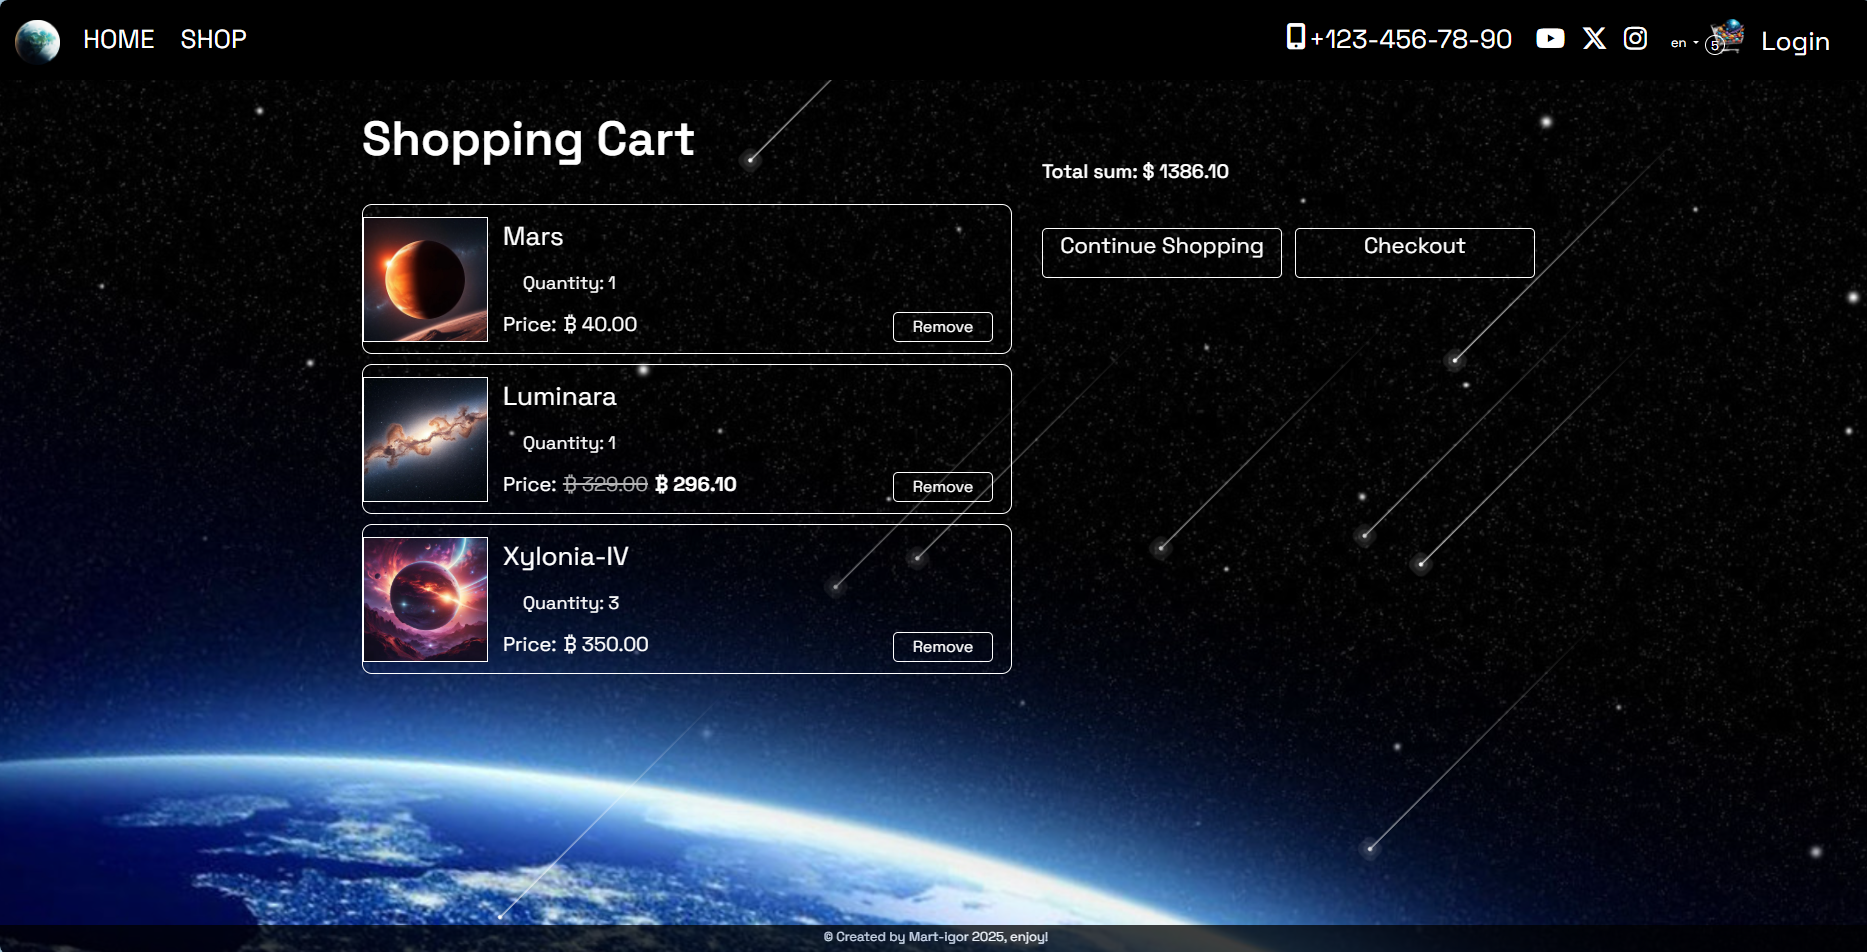 HOME SHOP
+123-456-78-90 en 5 Login
Shopping Cart
Mars
Quantity: 1
Price: ₿ 40.00
Remove
Luminara
Quantity: 1
Price: ₿ 329.00 ₿ 296.10
Remove
Xylonia-IV
Quantity: 3
Price: ₿ 350.00
Remove
Total sum: $ 1386.10
Continue Shopping
Checkout
© Created by Mart-igor 2025, enjoy!